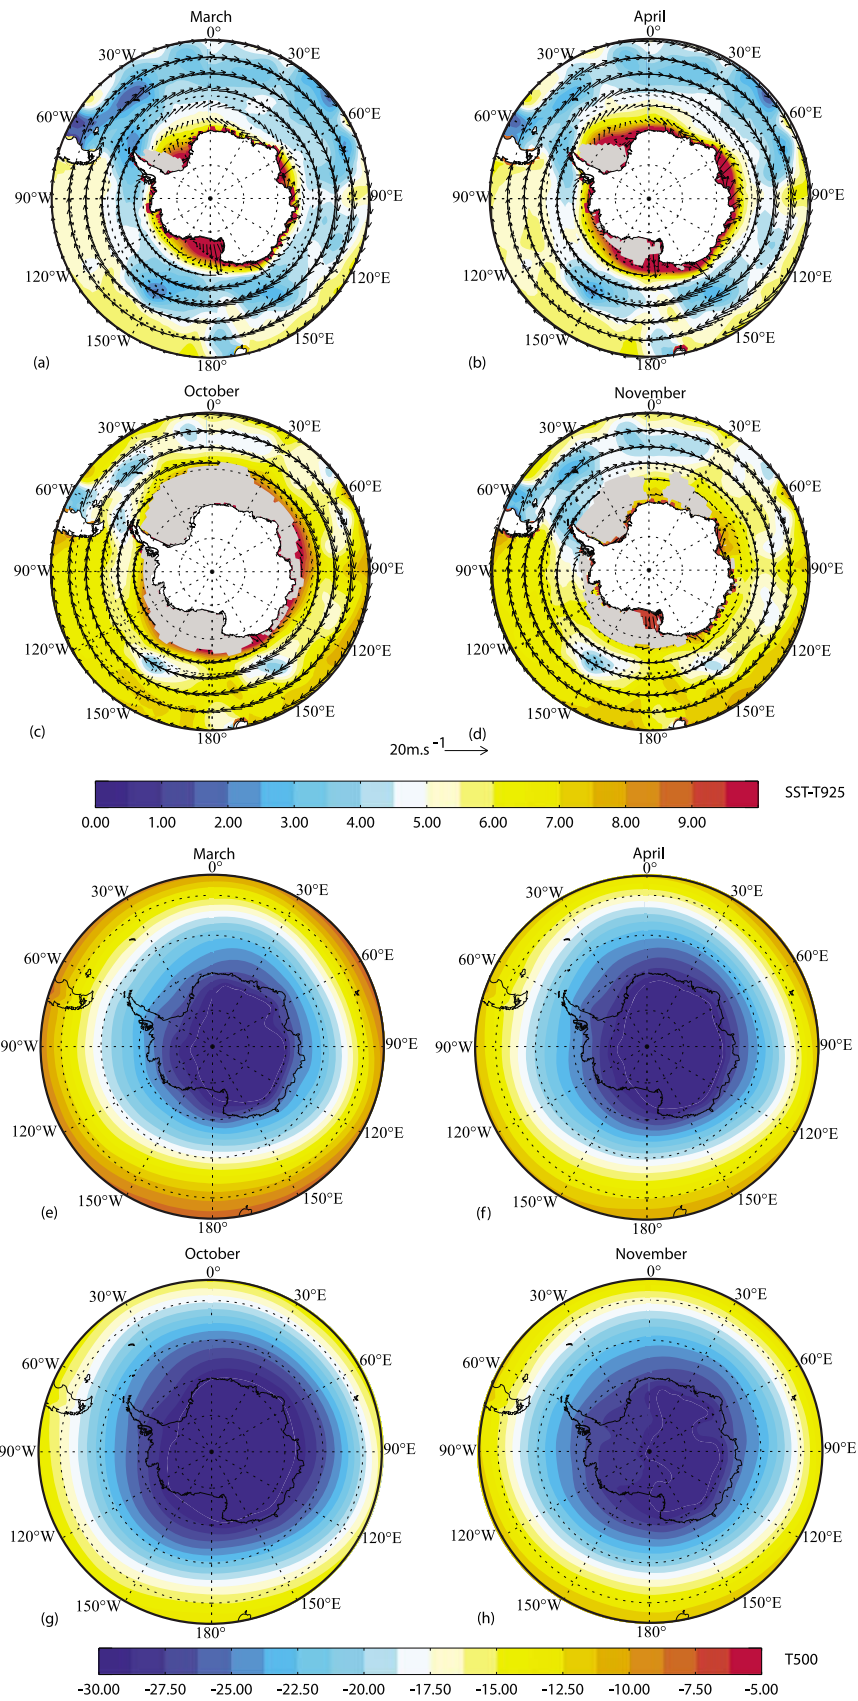 March April
0° 0°
30°W 30°E 30°W 30°E
60°W 60°E 60°W 60°E
90°W 90°E 90°W 90°E
120°W 120°E 120°W 120°E
150°W 150°E 150°W 150°E
(a) 180° (b) 180°
October November
0° 0°
30°W 30°E 30°W 30°E
60°W 60°E 60°W 60°E
90°W 90°E 90°W 90°E
120°W 120°E 120°W 120°E
150°W 150°E 150°W 150°E
(c) 180° (d) 180°
20m.s-1
SST-T925
0.00 1.00 2.00 3.00 4.00 5.00 6.00 7.00 8.00 9.00
March April
0° 0°
30°W 30°E 30°W 30°E
60°W 60°E 60°W 60°E
90°W 90°E 90°W 90°E
120°W 120°E 120°W 120°E
150°W 150°E 150°W 150°E
(e) 180° (f) 180°
October November
0° 0°
30°W 30°E 30°W 30°E
60°W 60°E 60°W 60°E
90°W 90°E 90°W 90°E
120°W 120°E 120°W 120°E
150°W 150°E 150°W 150°E
(g) 180° (h) 180°
T500
-30.00 -27.50 -25.00 -22.50 -20.00 -17.50 -15.00 -12.50 -10.00 -7.50 -5.00